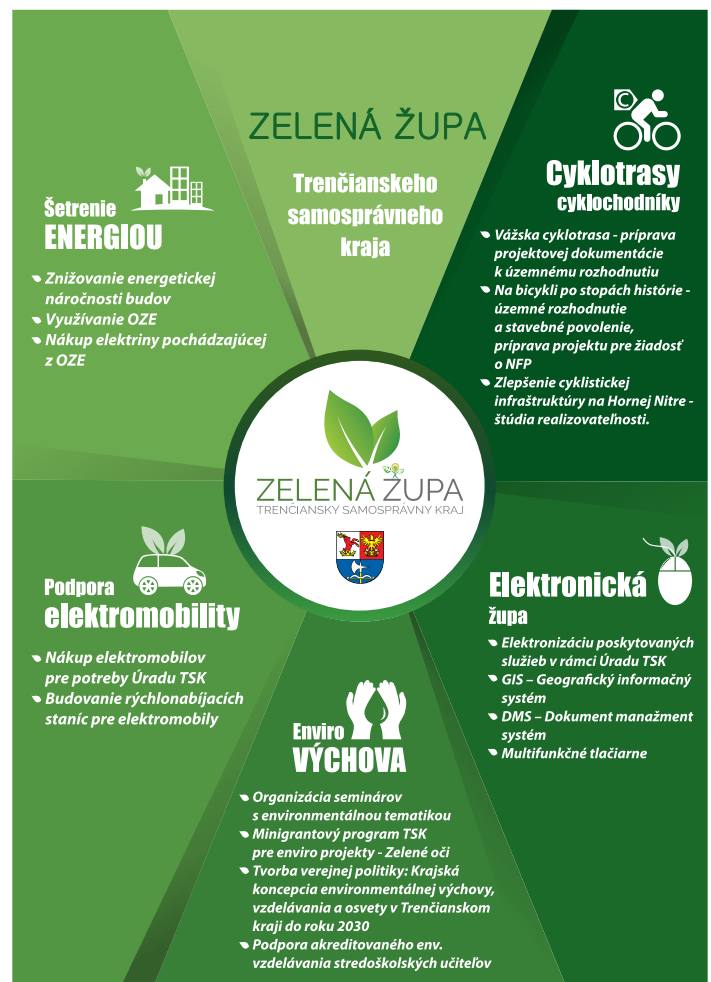 ZELENÁ ŽUPA
Trenčianskeho
samosprávneho
kraja
Šetrenie
ENERGIOU
Znižovanie energetickej
náročnosti budov
Využívanie OZE
Nákup elektriny pochádzajúcej
z OZE
C
Cyklotrasy
cyklochodníky
Vážska cyklotrasa - príprava
projektovej dokumentácie
k územnému rozhodnutiu
Na bicykli po stopách histórie -
územné rozhodnutie
a stavebné povolenie,
príprava projektu pre žiadosť
o NFP
Zlepšenie cyklistickej
infraštruktúry na Hornej Nitre -
štúdia realizovateľnosti.
ZELENÁ ŽUPA
TRENČIANSKY SAMOSPRÁVNY KRAJ
Podpora
elektromobility
Nákup elektromobilov
pre potreby Úradu TSK
Budovanie rýchlonabíjacích
staníc pre elektromobily
Elektronická
župa
Elektronizáciu poskytovaných
služieb v rámci Úradu TSK
GIS – Geografický informačný
systém
DMS – Dokument manažment
systém
Multifunkčné tlačiarne
Enviro
VÝCHOVA
Organizácia seminárov
s environmentálnou tematikou
Minigrantový program TSK
pre enviro projekty - Zelené oči
Tvorba verejnej politiky: Krajská
koncepcia environmentálnej výchovy,
vzdelávania a osvety v Trenčianskom
kraji do roku 2030
Podpora akreditovaného env.
vzdelávania stredoškolských učiteľov